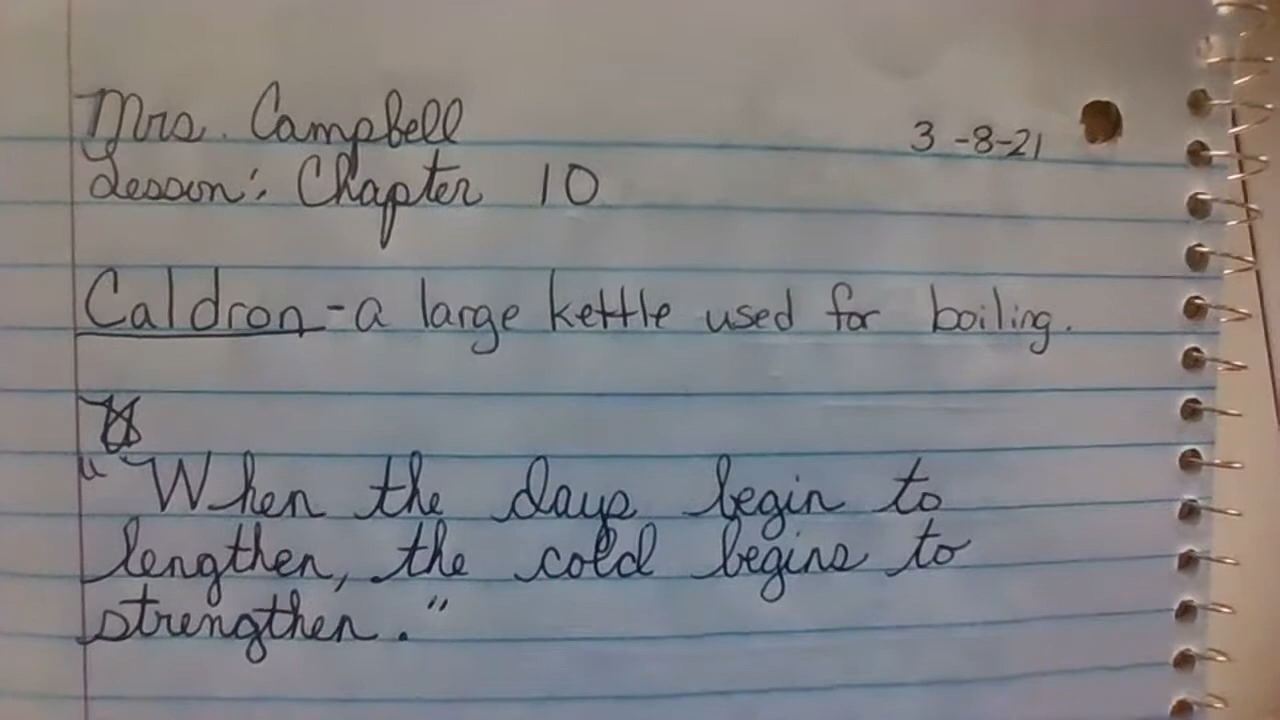 Mrs. Campbell
3-8-21
Lesson: Chapter 10
Caldron - a large kettle used for boiling.
"When the days begin to
lengthen, the cold begins to
strengthen."